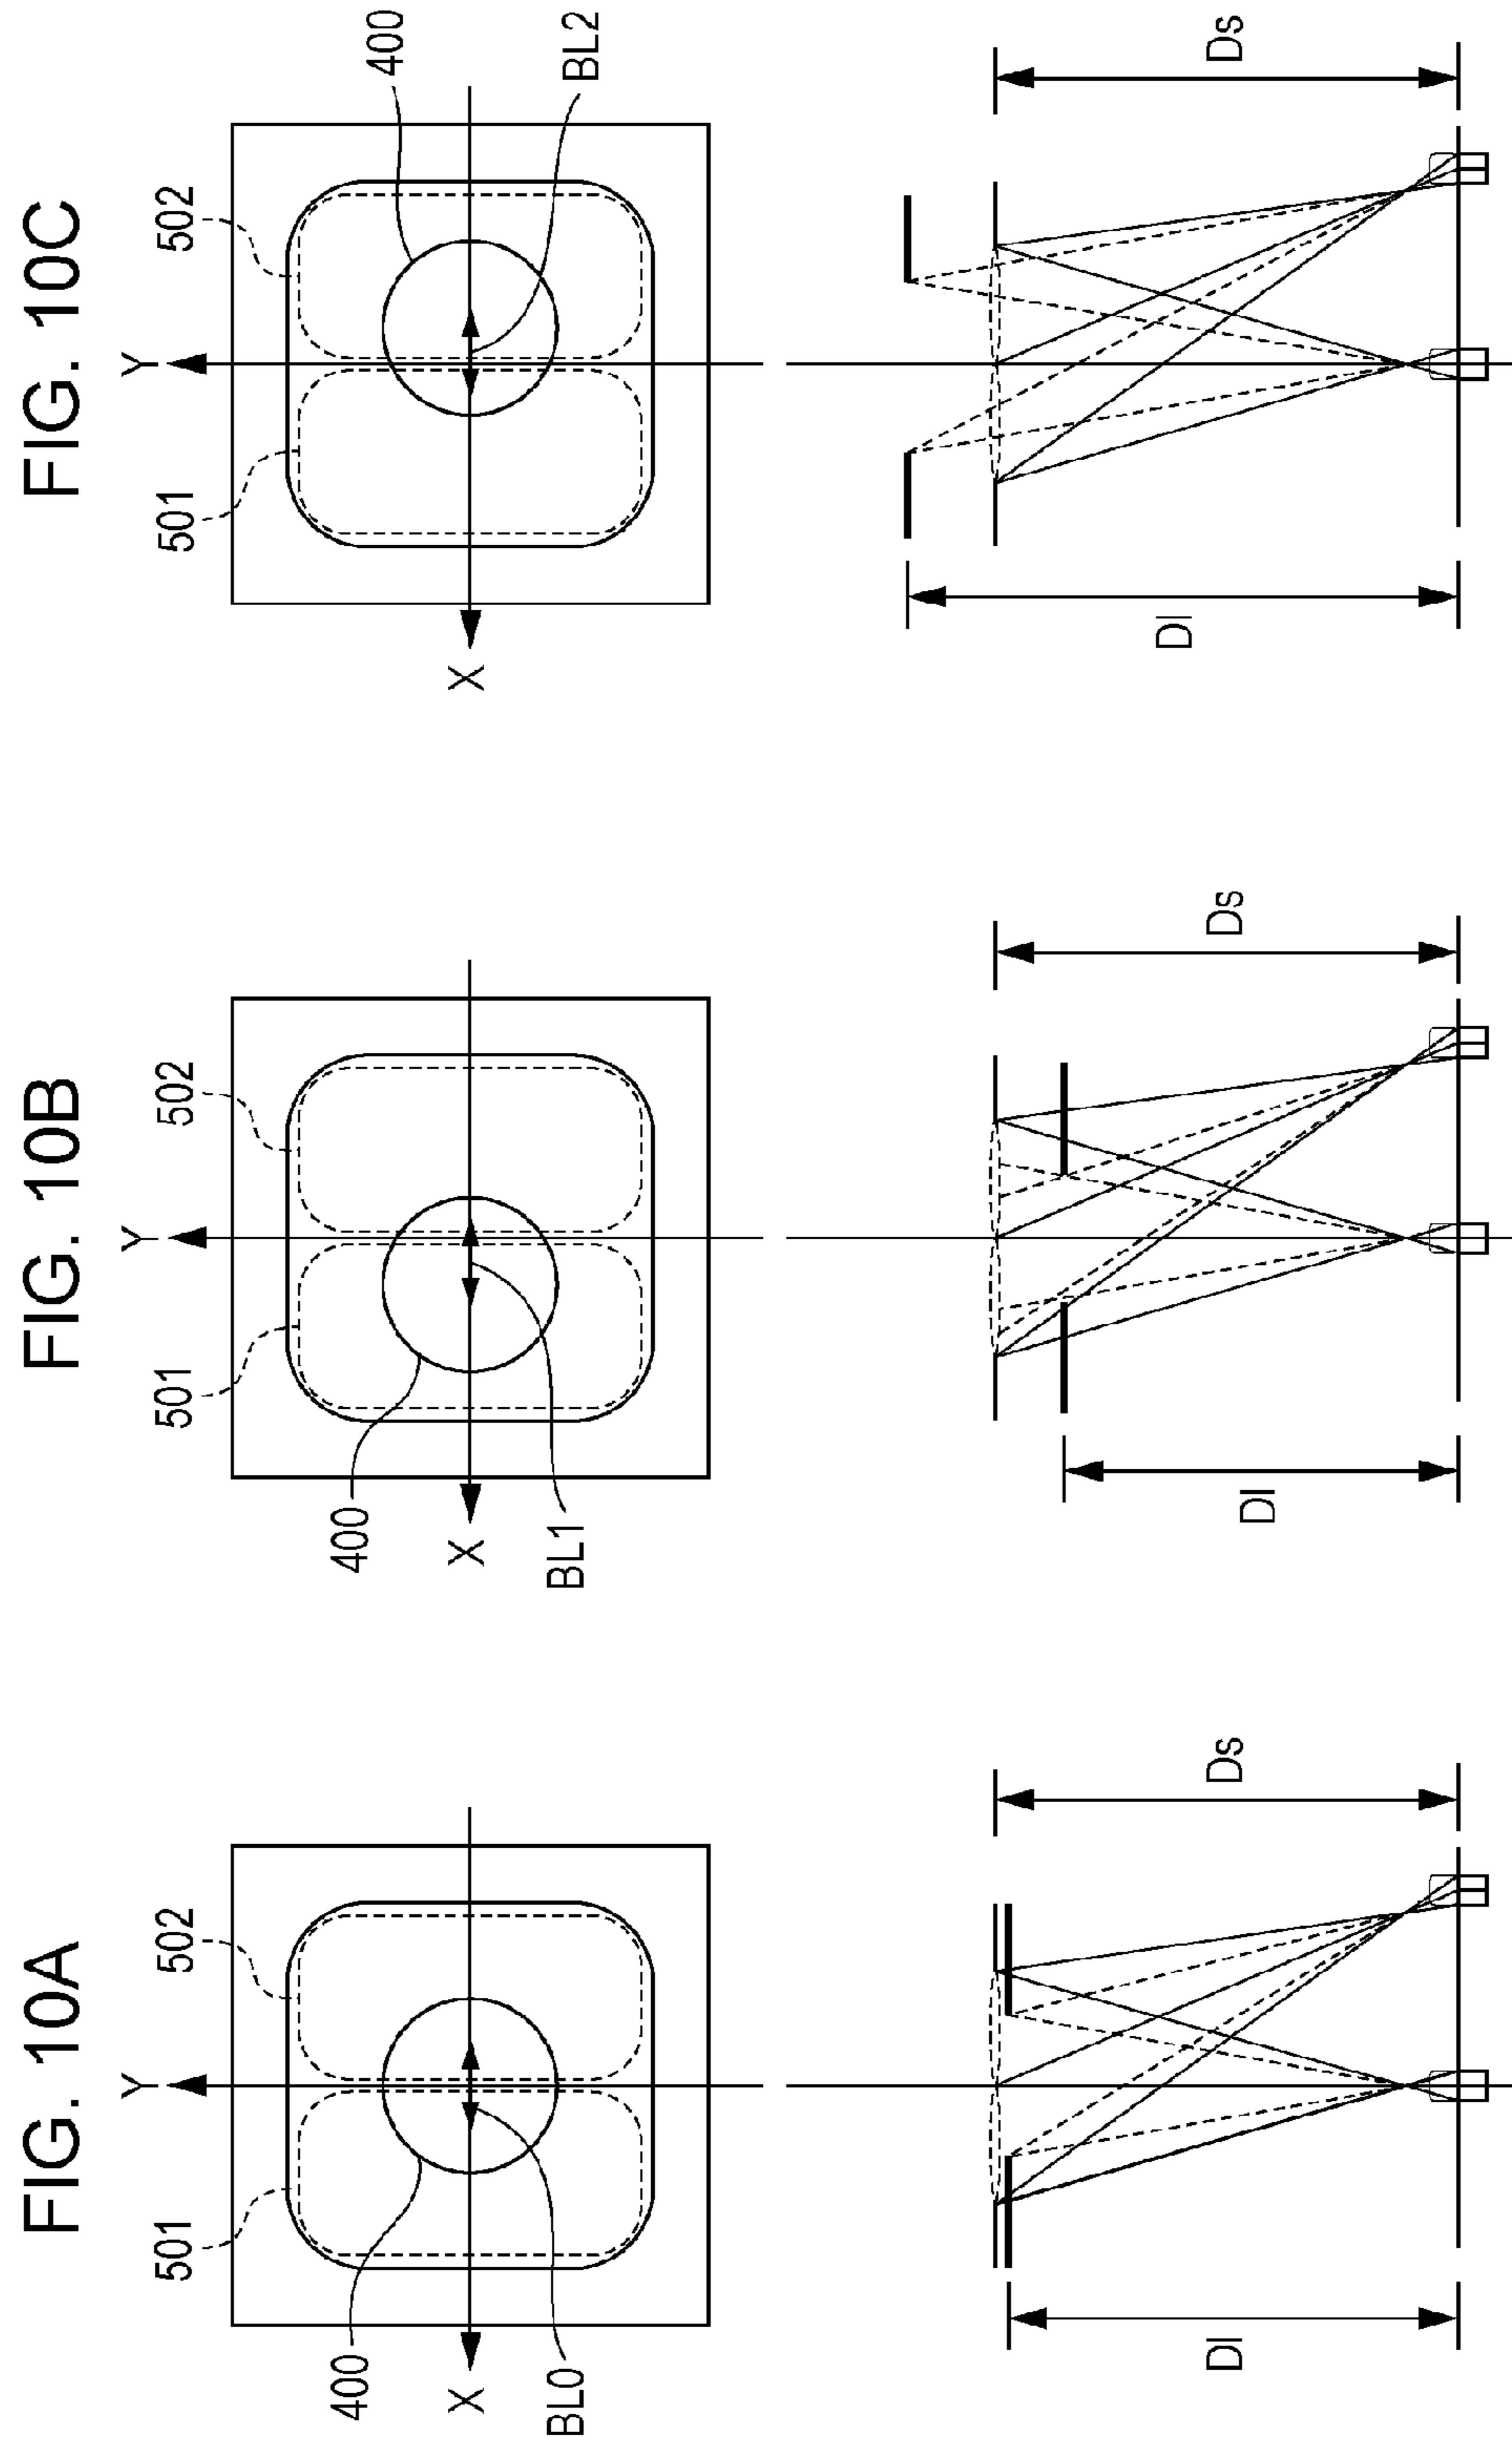 FIG. 10A
501
502
Y
400
X
BL0
Dl
Ds
FIG. 10B
501
502
Y
400
X
BL1
Dl
Ds
FIG. 10C
501
502
Y
400
X
BL2
Dl
Ds